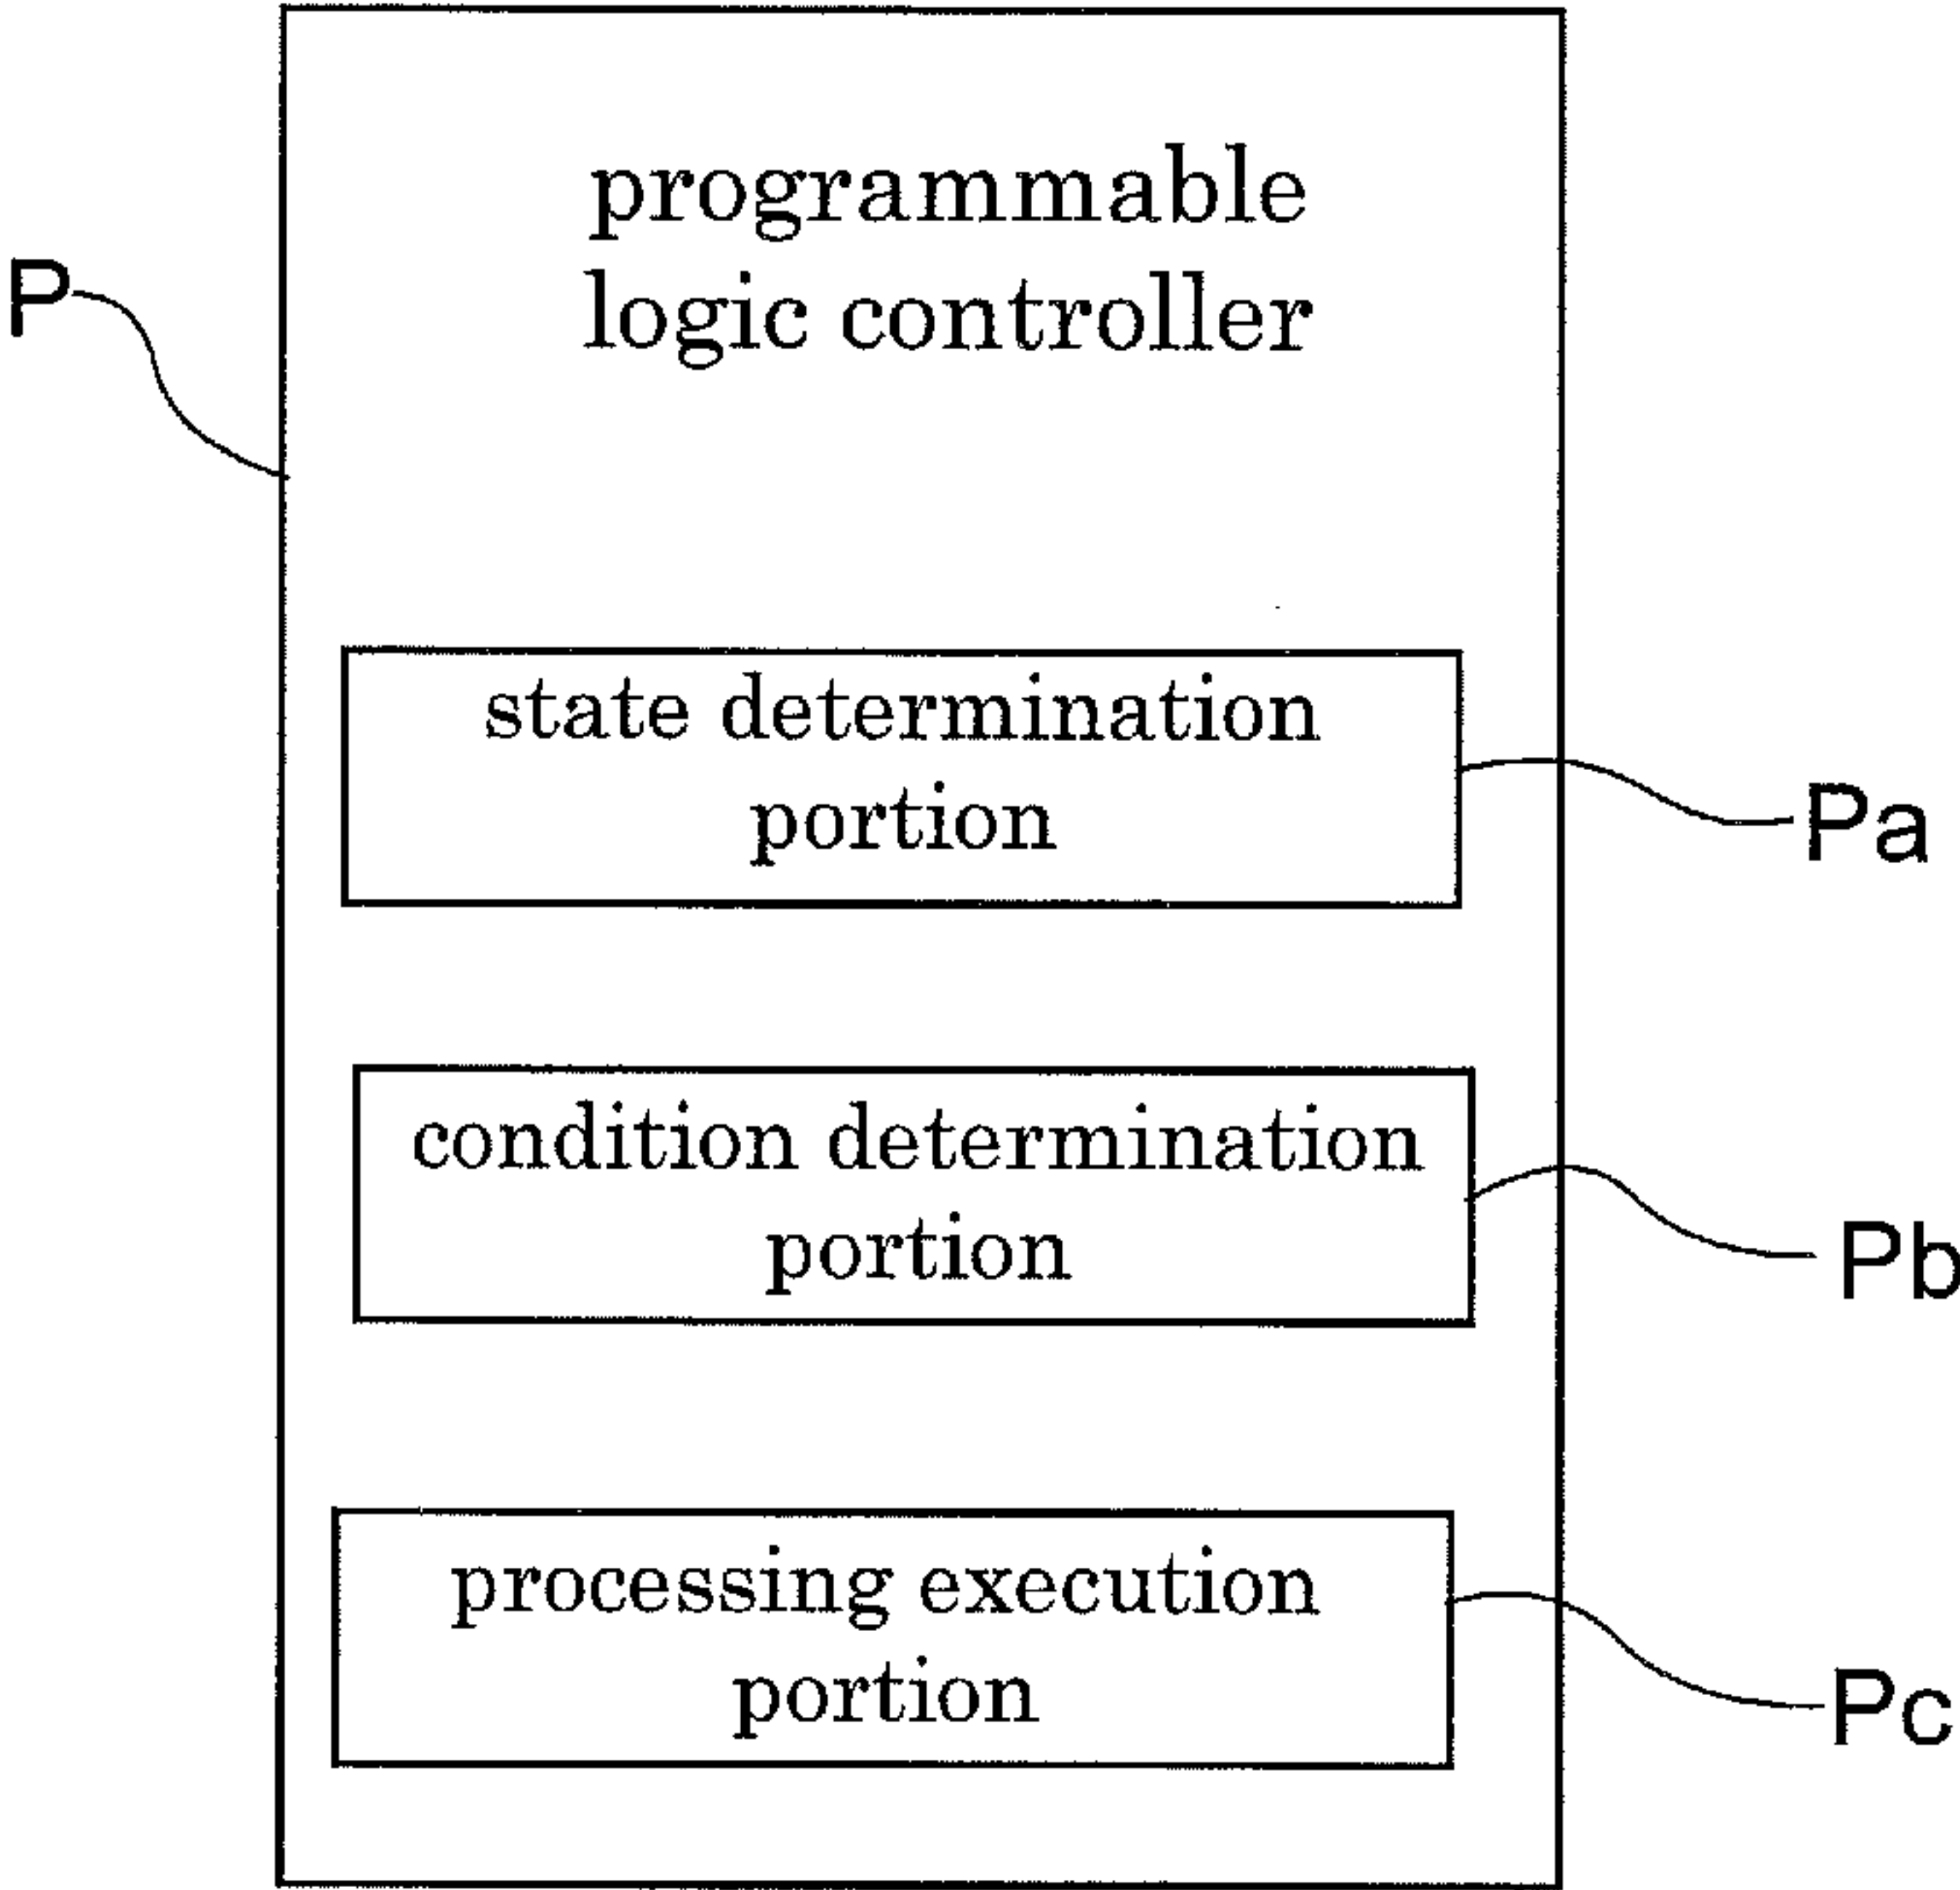 programmable
logic controller
P
state determination
portion
Pa
condition determination
portion
Pb
processing execution
portion
Pc